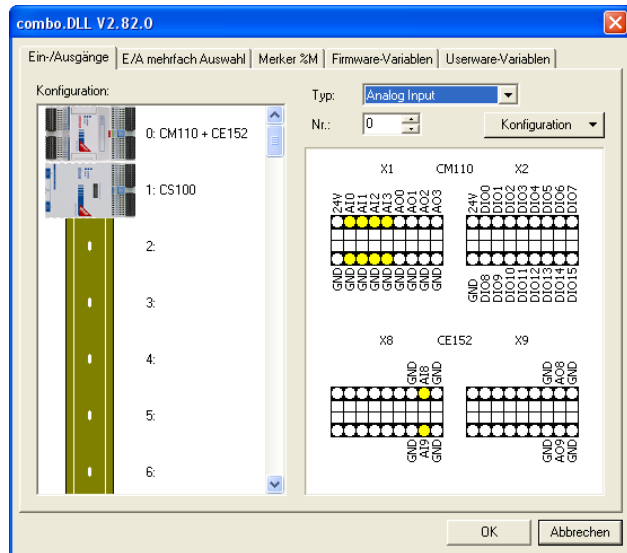 combo.DLL V2.82.0
Ein-/Ausgänge E/A mehrfach Auswahl Merker %M Firmware-Variablen Userware-Variablen
Konfiguration:
0: CM110 + CE152
1: CS100
2:
3:
4:
5:
6:
Typ: Analog Input
Nr.: 0 Konfiguration
X1 CM110 X2
24V AI0 AI1 AI2 AI3 AO0 AO1 AO2 AO3 24V DIO0 DIO1 DIO2 DIO3 DIO4 DIO5 DIO6 DIO7
GND GND GND GND GND GND GND GND GND GND DIO8 DIO9 DIO10 DIO11 DIO12 DIO13 DIO14 DIO15
X8 CE152 X9
GND AI8 GND GND AO8 GND
GND AI9 GND GND AO9 GND
OK Abbrechen